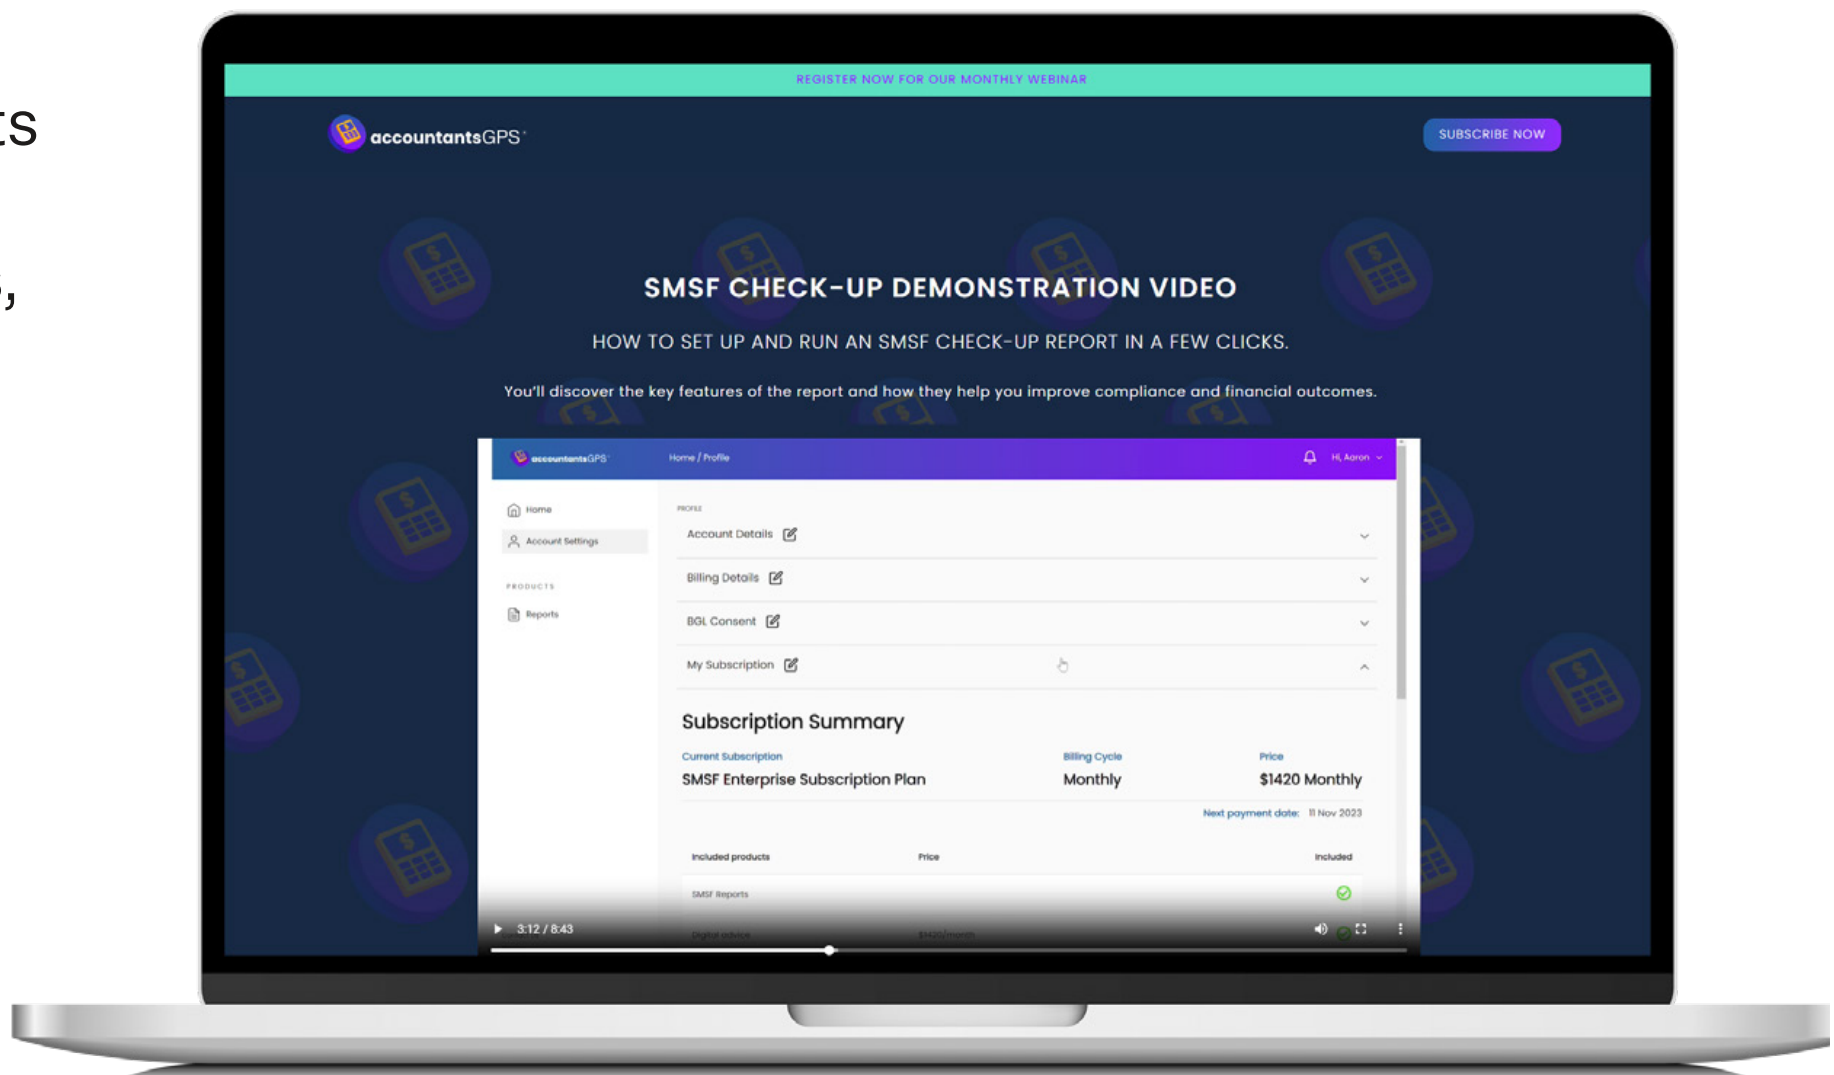 ts
s,
REGISTER NOW FOR OUR MONTHLY WEBINAR
accountantsGPS
SUBSCRIBE NOW
SMSF CHECK-UP DEMONSTRATION VIDEO
HOW TO SET UP AND RUN AN SMSF CHECK-UP REPORT IN A FEW CLICKS.
You'll discover the key features of the report and how they help you improve compliance and financial outcomes.
accountantsGPS Home / Profile Hi, Aaron
Home
Account Settings
PRODUCTS
Reports
PROFILE
Account Details
Billing Details
BGL Consent
My Subscription
Subscription Summary
Current Subscription Billing Cycle Price
SMSF Enterprise Subscription Plan Monthly $1420 Monthly
Next payment date: 11 Nov 2023
Included products Price Included
SMSF Reports
Digital advice $1420/month
3:12 / 8:43